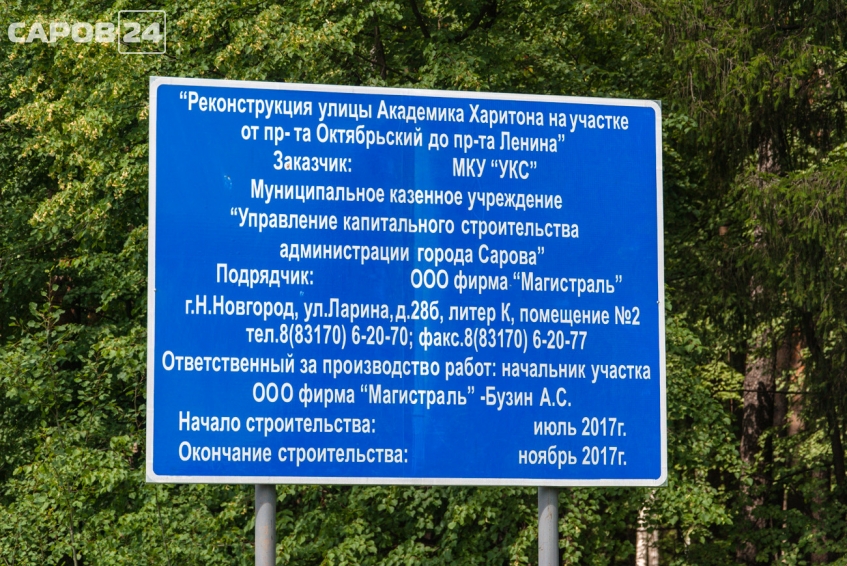 САРОВ 24
“Реконструкция улицы Академика Харитона на участке
от пр- та Октябрьский до пр-та Ленина”
Заказчик: МКУ “УКС”
Муниципальное казенное учреждение
“Управление капитального строительства
администрации города Сарова”
Подрядчик: ООО фирма “Магистраль”
г.Н.Новгород, ул.Ларина,д.28б, литер К, помещение №2
тел.8(83170) 6-20-70; факс.8(83170) 6-20-77
Ответственный за производство работ: начальник участка
ООО фирма “Магистраль” -Бузин А.С.
Начало строительства: июль 2017г.
Окончание строительства: ноябрь 2017г.